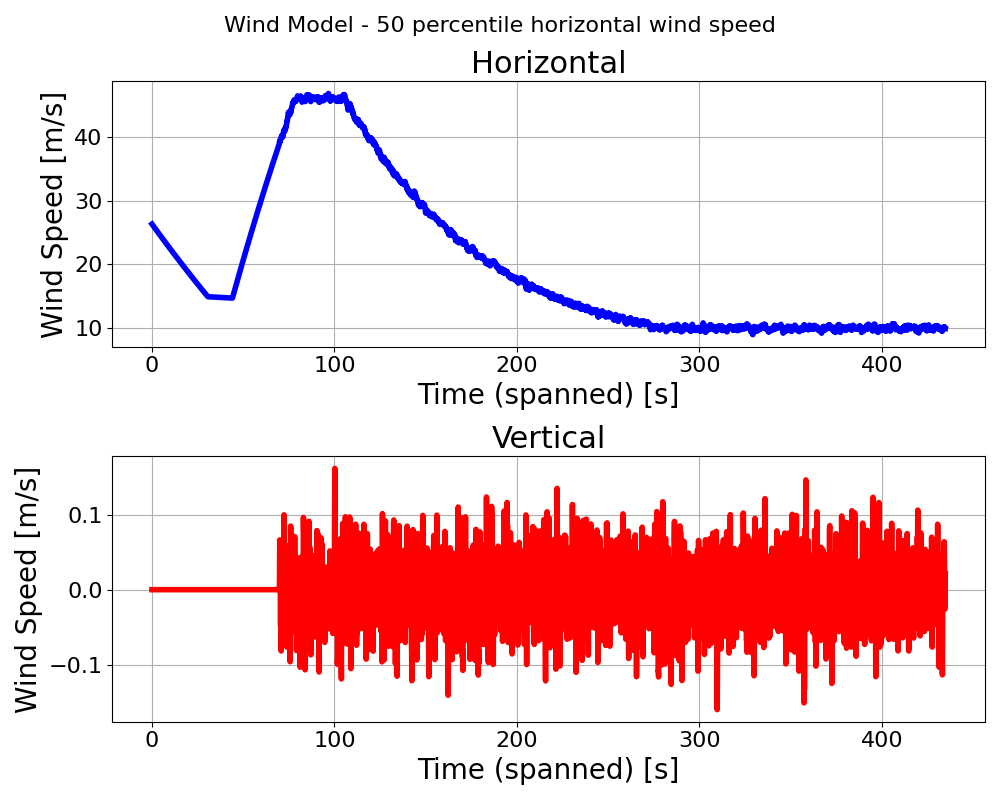 Wind Model - 50 percentile horizontal wind speed
Horizontal
Wind Speed [m/s]
40
30
20
10
0 100 200 300 400
Time (spanned) [s]
Vertical
Wind Speed [m/s]
0.1
0.0
−0.1
0 100 200 300 400
Time (spanned) [s]